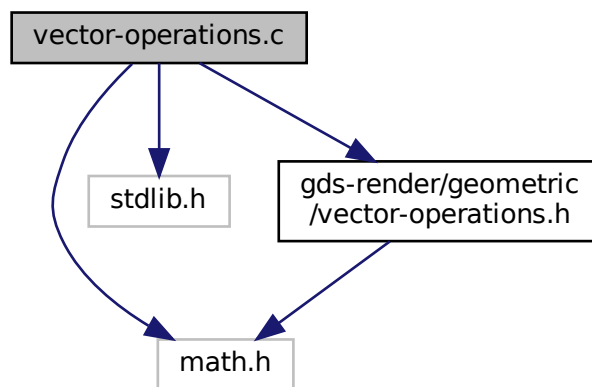 vector-operations.c
stdlib.h
gds-render/geometric
/vector-operations.h
math.h